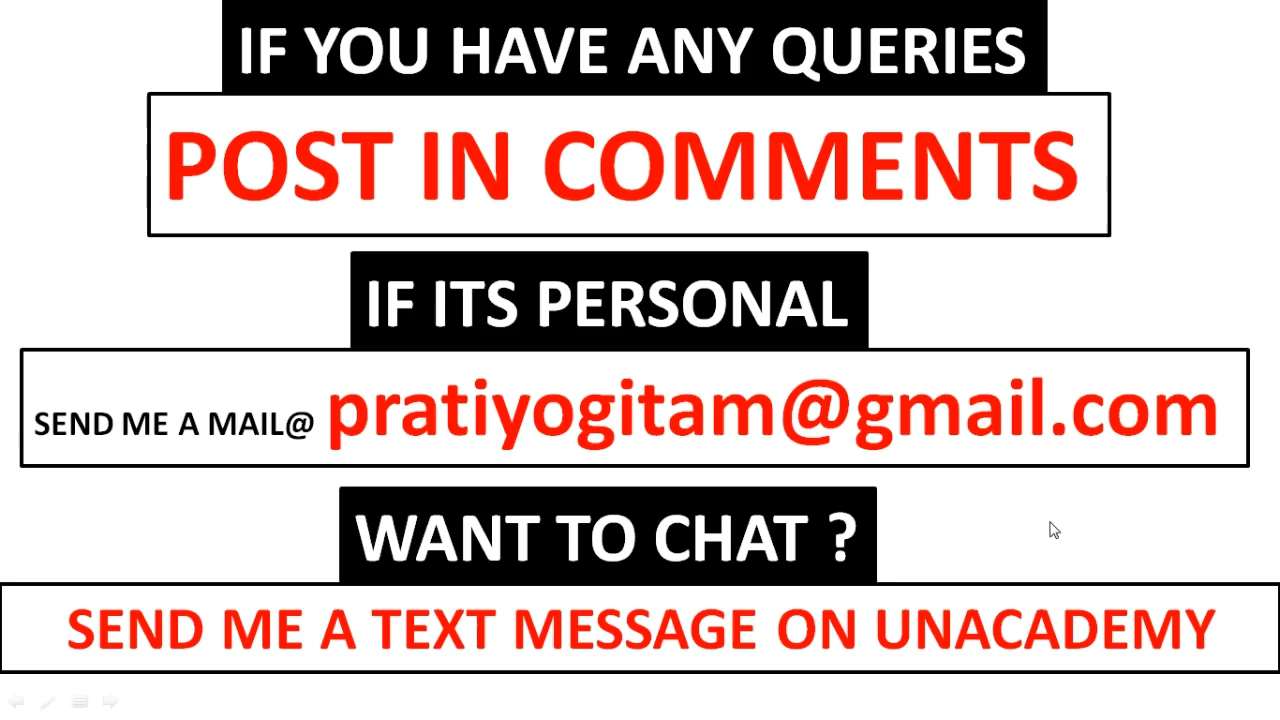 IF YOU HAVE ANY QUERIES
POST IN COMMENTS
IF ITS PERSONAL
SEND ME A MAIL@ pratiyogitam@gmail.com
WANT TO CHAT ?
SEND ME A TEXT MESSAGE ON UNACADEMY